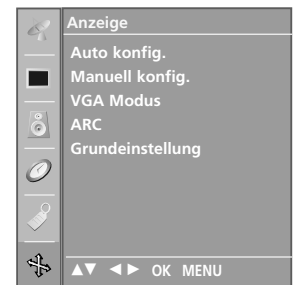 Anzeige
Auto konfig.
Manuell konfig.
VGA Modus
ARC
Grundeinstellung
▲▼ ◄► OK MENU